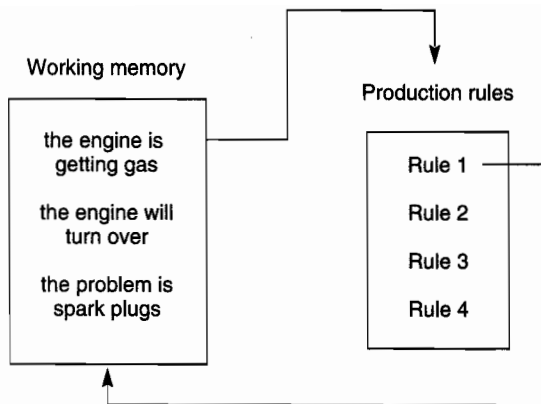 Working memory
the engine is
getting gas
the engine will
turn over
the problem is
spark plugs
Production rules
Rule 1
Rule 2
Rule 3
Rule 4